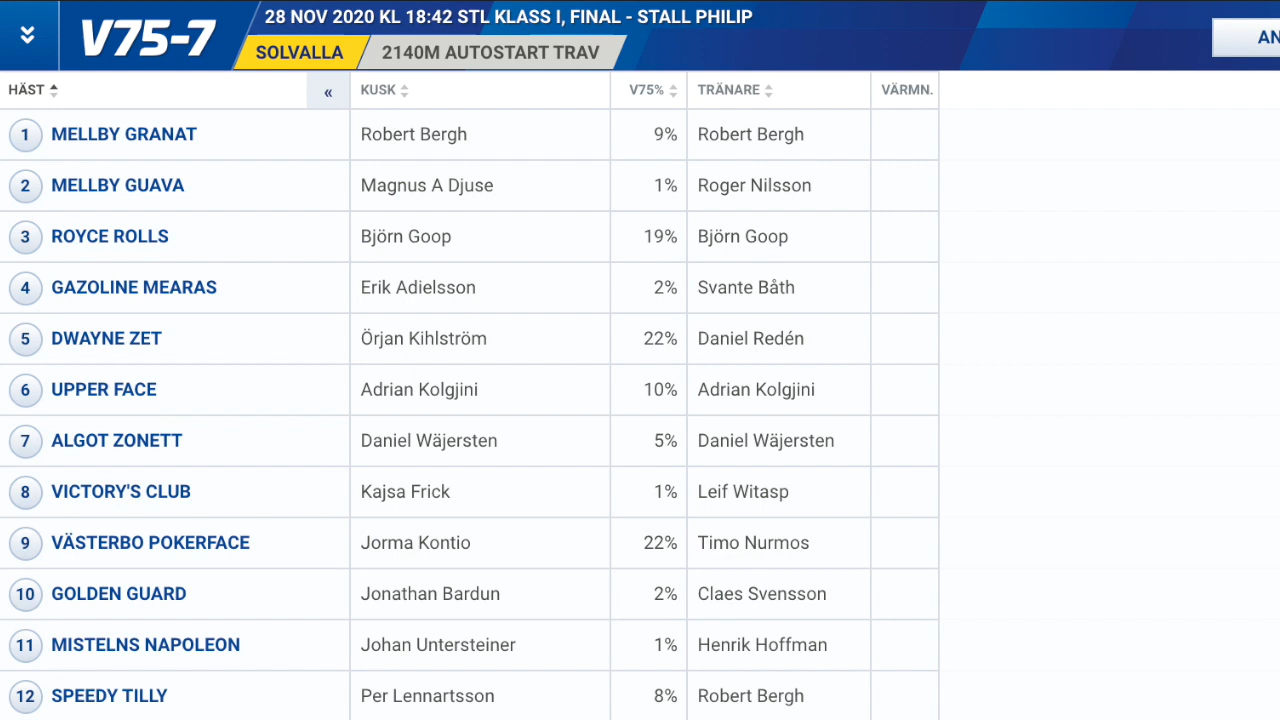 V75-7
28 NOV 2020 KL 18:42 STL KLASS I, FINAL - STALL PHILIP
SOLVALLA 2140M AUTOSTART TRAV
AN
HÄST « KUSK V75% TRÄNARE VÄRMN.
1 MELLBY GRANAT Robert Bergh 9% Robert Bergh
2 MELLBY GUAVA Magnus A Djuse 1% Roger Nilsson
3 ROYCE ROLLS Björn Goop 19% Björn Goop
4 GAZOLINE MEARAS Erik Adielsson 2% Svante Båth
5 DWAYNE ZET Örjan Kihlström 22% Daniel Redén
6 UPPER FACE Adrian Kolgjini 10% Adrian Kolgjini
7 ALGOT ZONETT Daniel Wäjersten 5% Daniel Wäjersten
8 VICTORY'S CLUB Kajsa Frick 1% Leif Witasp
9 VÄSTERBO POKERFACE Jorma Kontio 22% Timo Nurmos
10 GOLDEN GUARD Jonathan Bardun 2% Claes Svensson
11 MISTELNS NAPOLEON Johan Untersteiner 1% Henrik Hoffman
12 SPEEDY TILLY Per Lennartsson 8% Robert Bergh